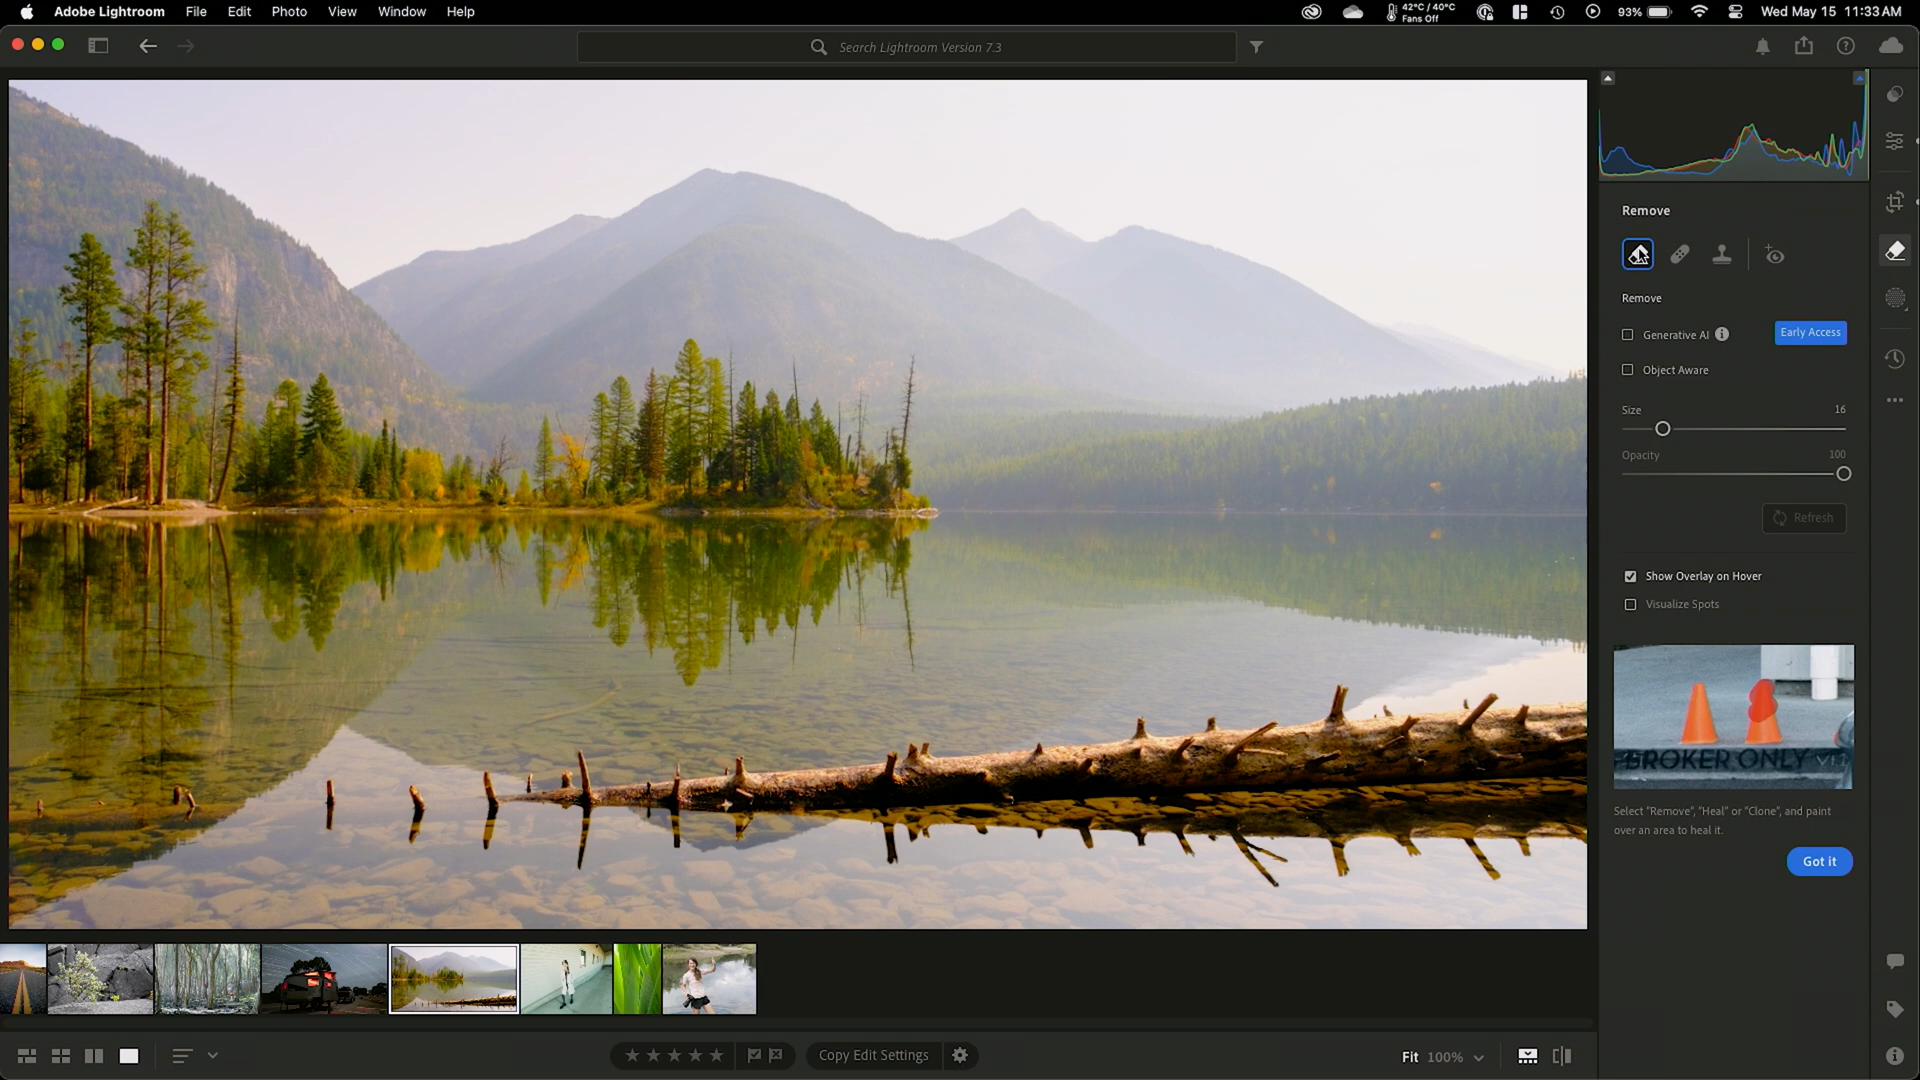 Adobe Lightroom File Edit Photo View Window Help
42°C / 40°C
Fans Off
93% Wed May 15 11:33 AM
Search Lightroom Version 7.3
Remove
Remove
Generative AI Early Access
Object Aware
Size 16
Opacity 100
Refresh
Show Overlay on Hover
Visualize Spots
BROKER ONLY
Select “Remove”, “Heal” or “Clone”, and paint
over an area to heal it.
Got it
Copy Edit Settings
Fit 100%